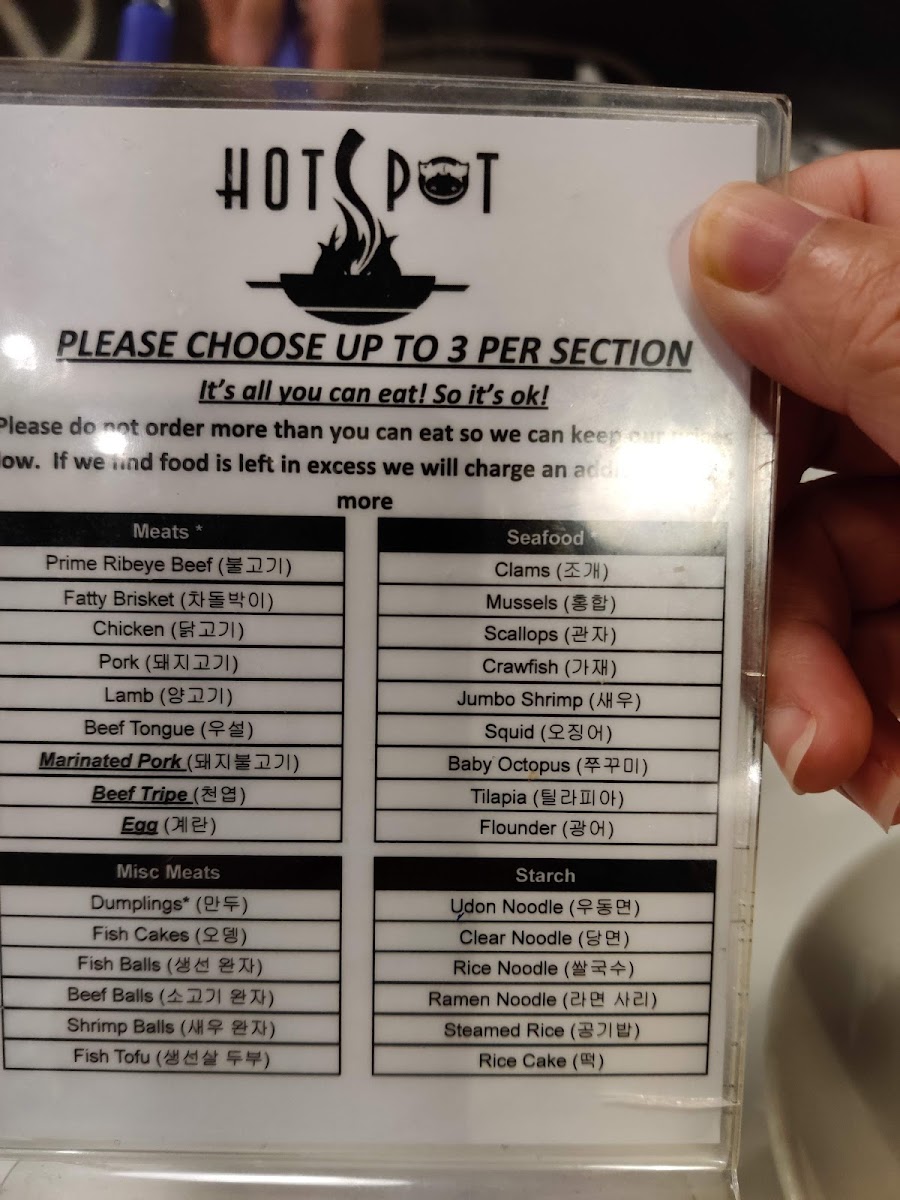 HOT SPOT
PLEASE CHOOSE UP TO 3 PER SECTION
It's all you can eat! So it's ok!
Please do not order more than you can eat so we can keep our
low. If we find food is left in excess we will charge an
more
Meats *
Prime Ribeye Beef (불고기)
Fatty Brisket (차돌박이)
Chicken (닭고기)
Pork (돼지고기)
Lamb (양고기)
Beef Tongue (우설)
Marinated Pork (돼지불고기)
Beef Tripe (천엽)
Egg (계란)
Seafood
Clams (조개)
Mussels (홍합)
Scallops (관자)
Crawfish (가재)
Jumbo Shrimp (새우)
Squid (오징어)
Baby Octopus (쭈꾸미)
Tilapia (틸라피아)
Flounder (광어)
Misc Meats
Dumplings* (만두)
Fish Cakes (오뎅)
Fish Balls (생선 완자)
Beef Balls (소고기 완자)
Shrimp Balls (새우 완자)
Fish Tofu (생선살 두부)
Starch
Udon Noodle (우동면)
Clear Noodle (당면)
Rice Noodle (쌀국수)
Ramen Noodle (라면 사리)
Steamed Rice (공기밥)
Rice Cake (떡)